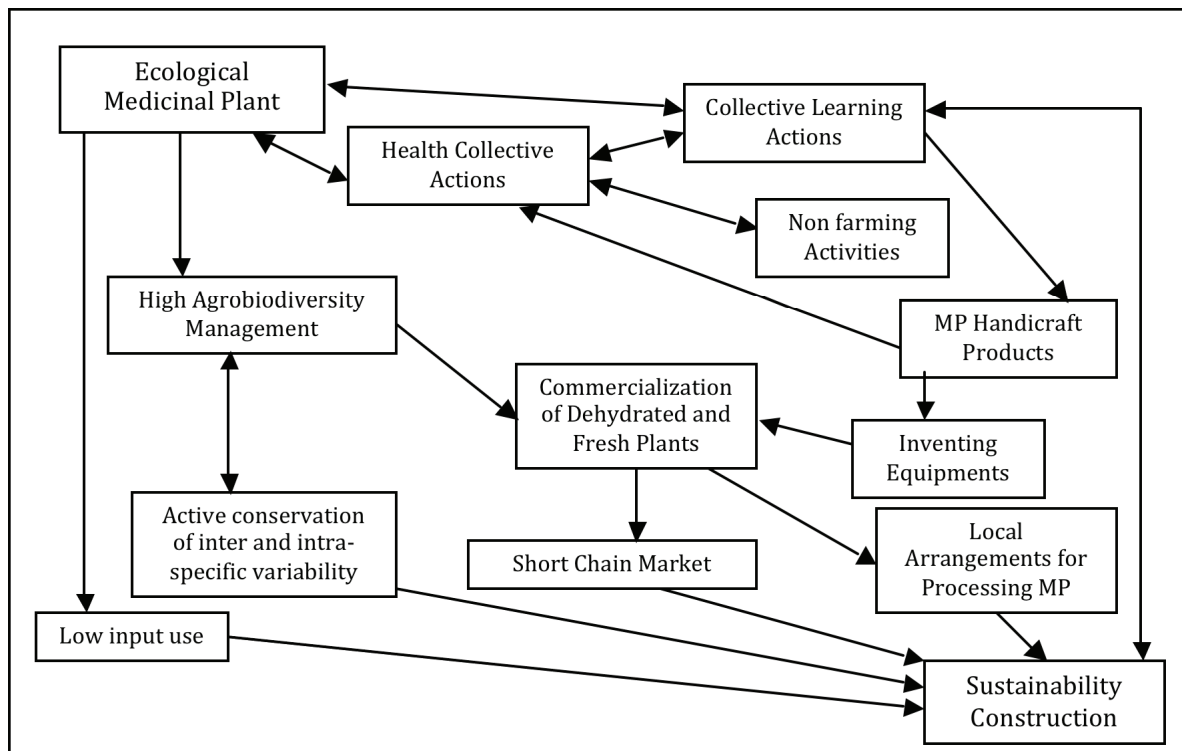 Ecological
Medicinal Plant
Collective Learning
Actions
Health Collective
Actions
Non farming
Activities
High Agrobiodiversity
Management
MP Handicraft
Products
Commercialization
of Dehydrated and
Fresh Plants
Inventing
Equipments
Active conservation
of inter and intra-
specific variability
Short Chain Market
Local
Arrangements for
Processing MP
Low input use
Sustainability
Construction